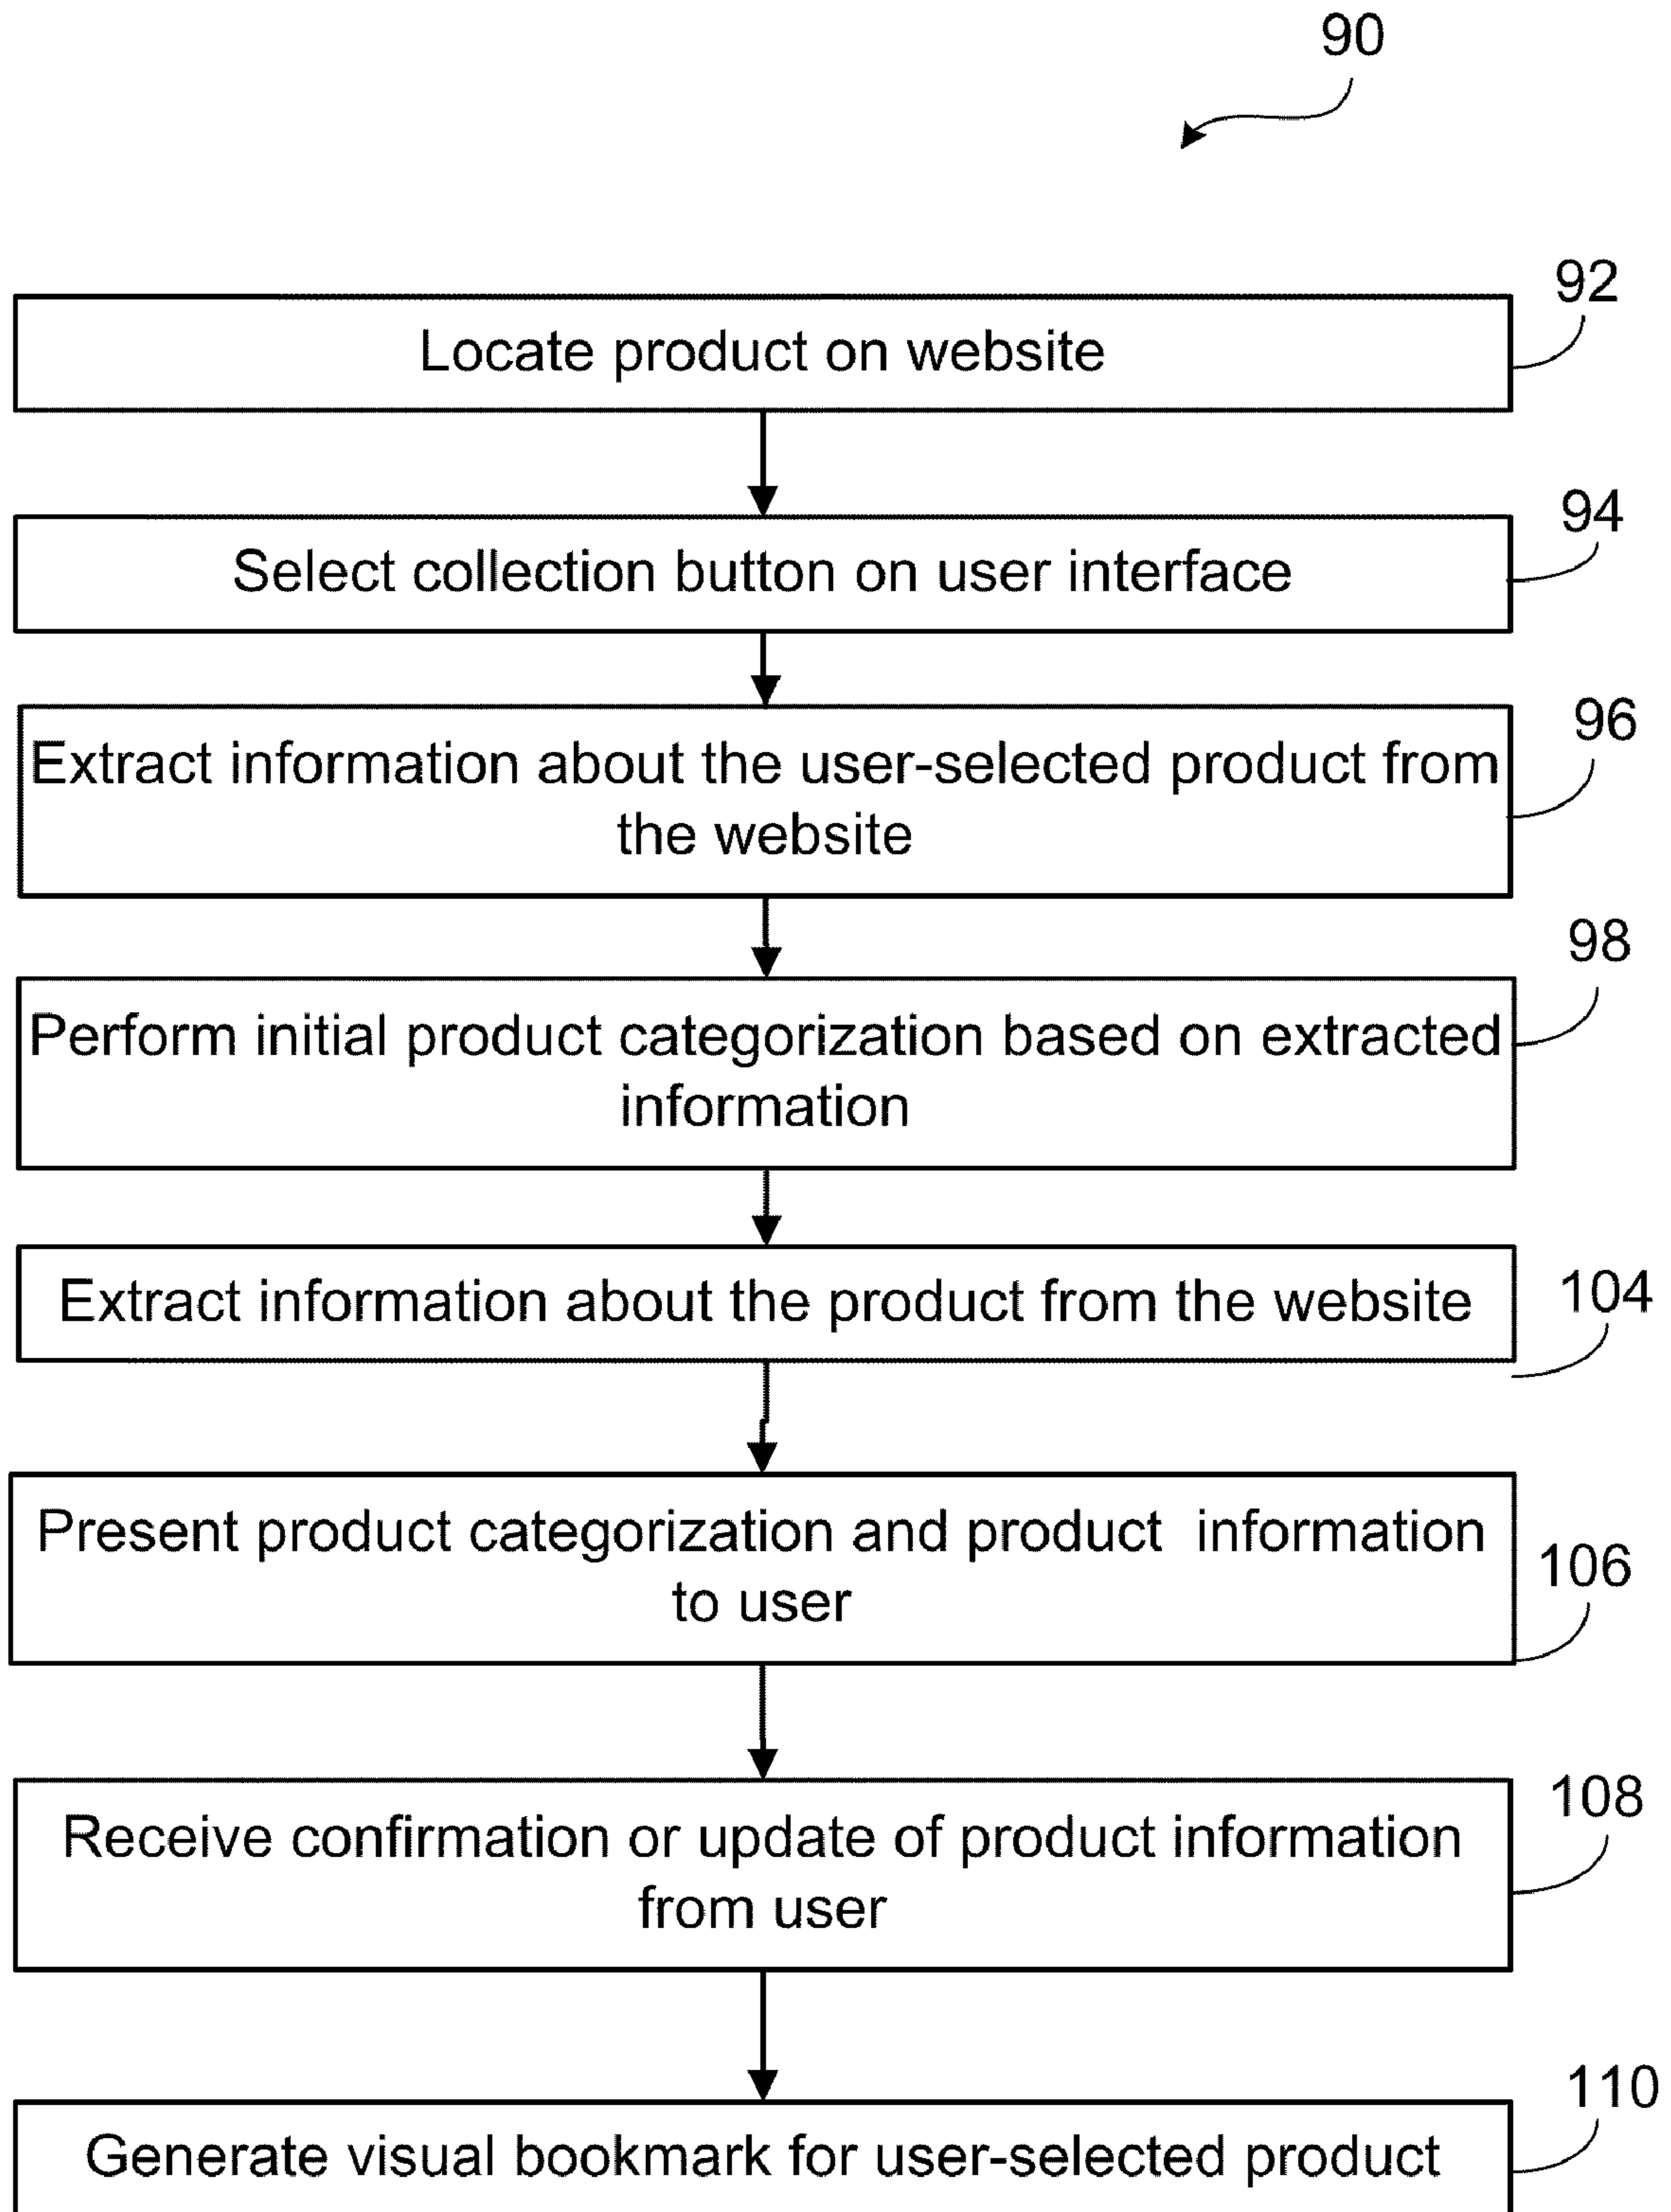 90
Locate product on website
92
Select collection button on user interface
94
Extract information about the user-selected product from
the website
96
Perform initial product categorization based on extracted
information
98
Extract information about the product from the website
104
Present product categorization and product information
to user
106
Receive confirmation or update of product information
from user
108
Generate visual bookmark for user-selected product
110